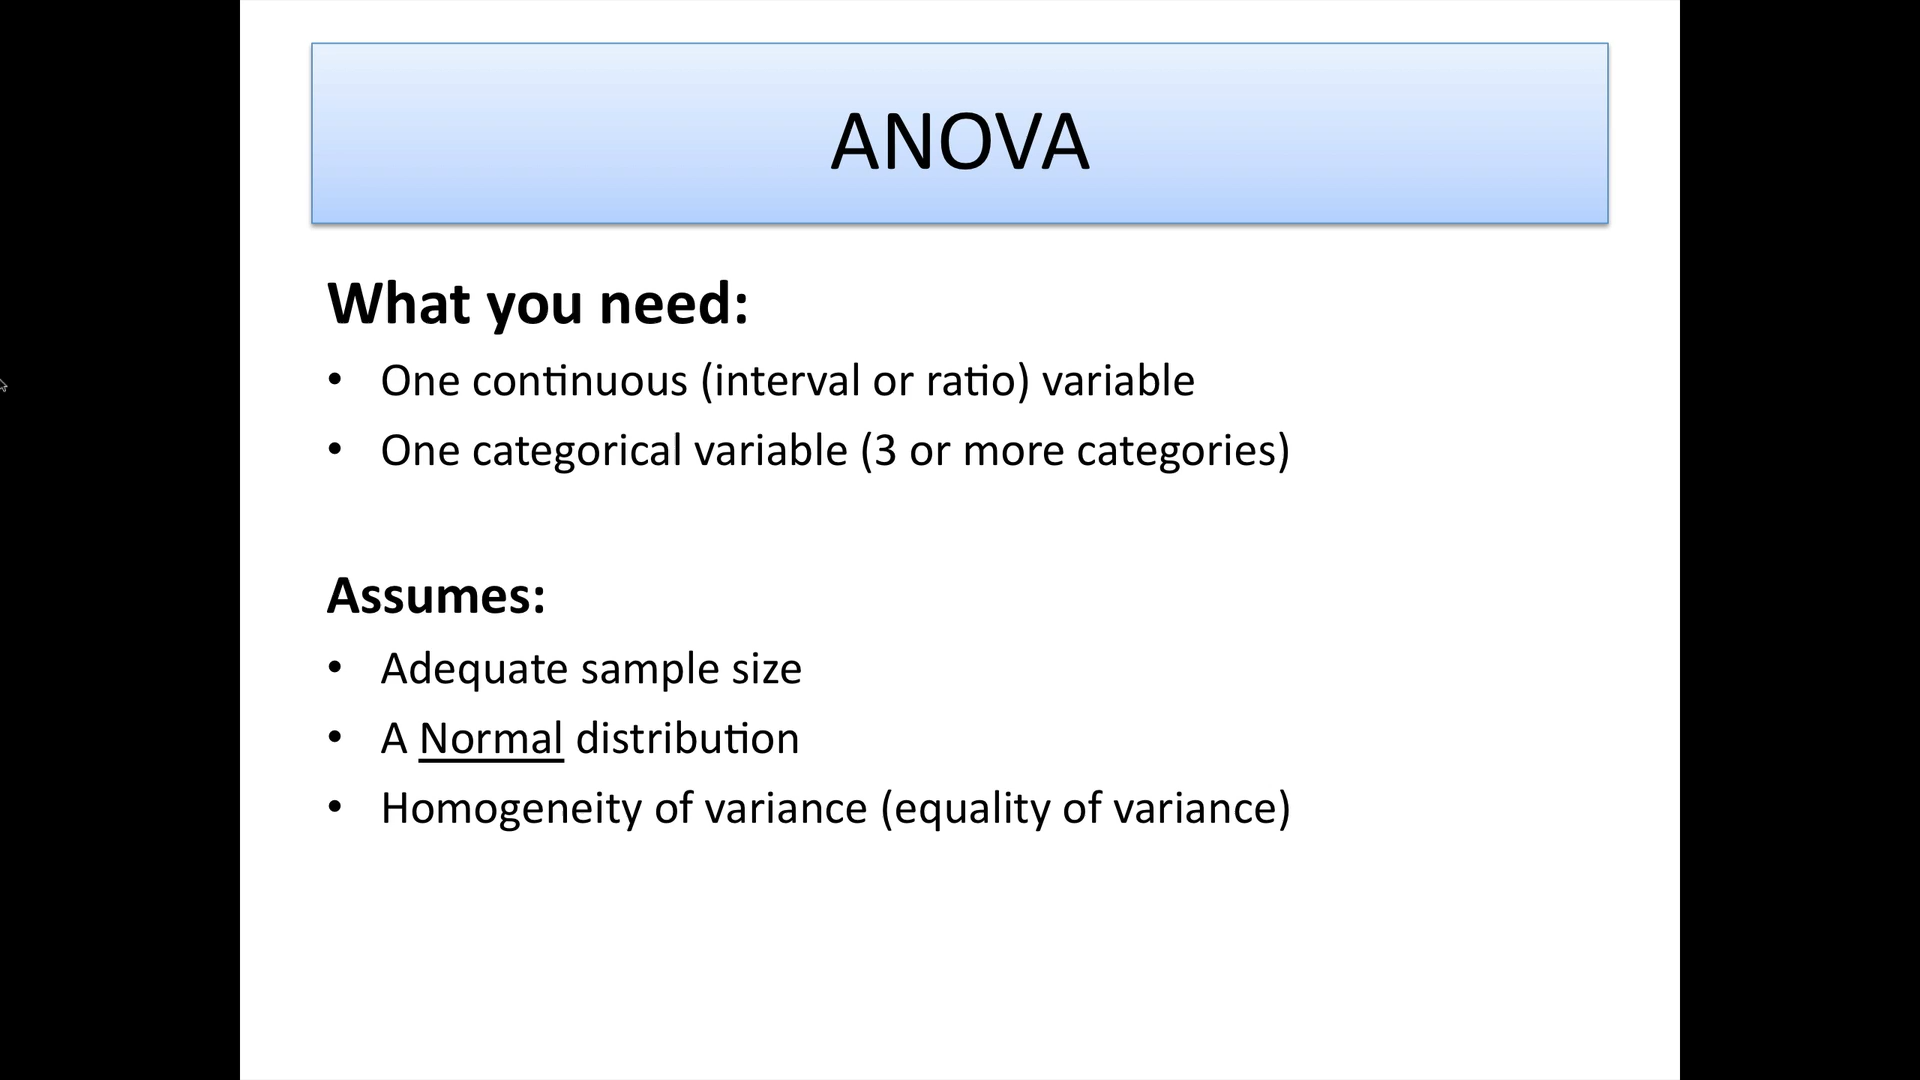 ANOVA
What you need:
• One continuous (interval or ratio) variable
• One categorical variable (3 or more categories)
Assumes:
• Adequate sample size
• A Normal distribution
• Homogeneity of variance (equality of variance)